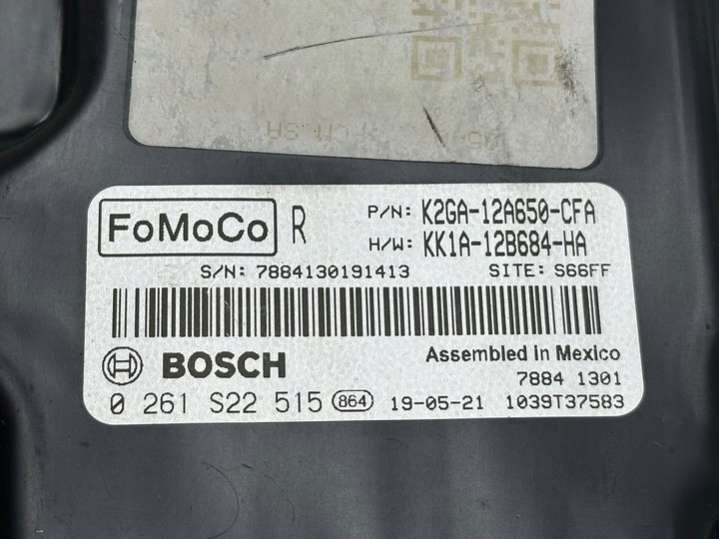 FoMoCo R
P/N: K2GA-12A650-CFA
H/W: KK1A-12B684-HA
S/N: 7884130191413 SITE: S66FF
BOSCH
Assembled in Mexico
7884 1301
0 261 S22 515 864 19-05-21 1039T37583